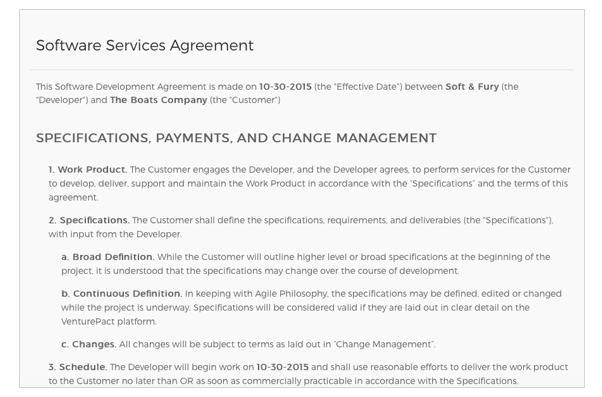 Software Services Agreement
This Software Development Agreement is made on 10-30-2015 (the "Effective Date") between Soft & Fury (the
"Developer") and The Boats Company (the "Customer")
SPECIFICATIONS, PAYMENTS, AND CHANGE MANAGEMENT
1. Work Product. The Customer engages the Developer, and the Developer agrees, to perform services for the Customer
to develop, deliver, support and maintain the Work Product in accordance with the "Specifications" and the terms of this
agreement.
2. Specifications. The Customer shall define the specifications, requirements, and deliverables (the "Specifications"),
with input from the Developer.
a. Broad Definition. While the Customer will outline higher level or broad specifications at the beginning of the
project, it is understood that the specifications may change over the course of development.
b. Continuous Definition. In keeping with Agile Philosophy, the specifications may be defined, edited or changed
while the project is underway. Specifications will be considered valid if they are laid out in clear detail on the
VenturePact platform.
c. Changes. All changes will be subject to terms as laid out in "Change Management".
3. Schedule. The Developer will begin work on 10-30-2015 and shall use reasonable efforts to deliver the work product
to the Customer no later than OR as soon as commercially practicable in accordance with the Specifications.